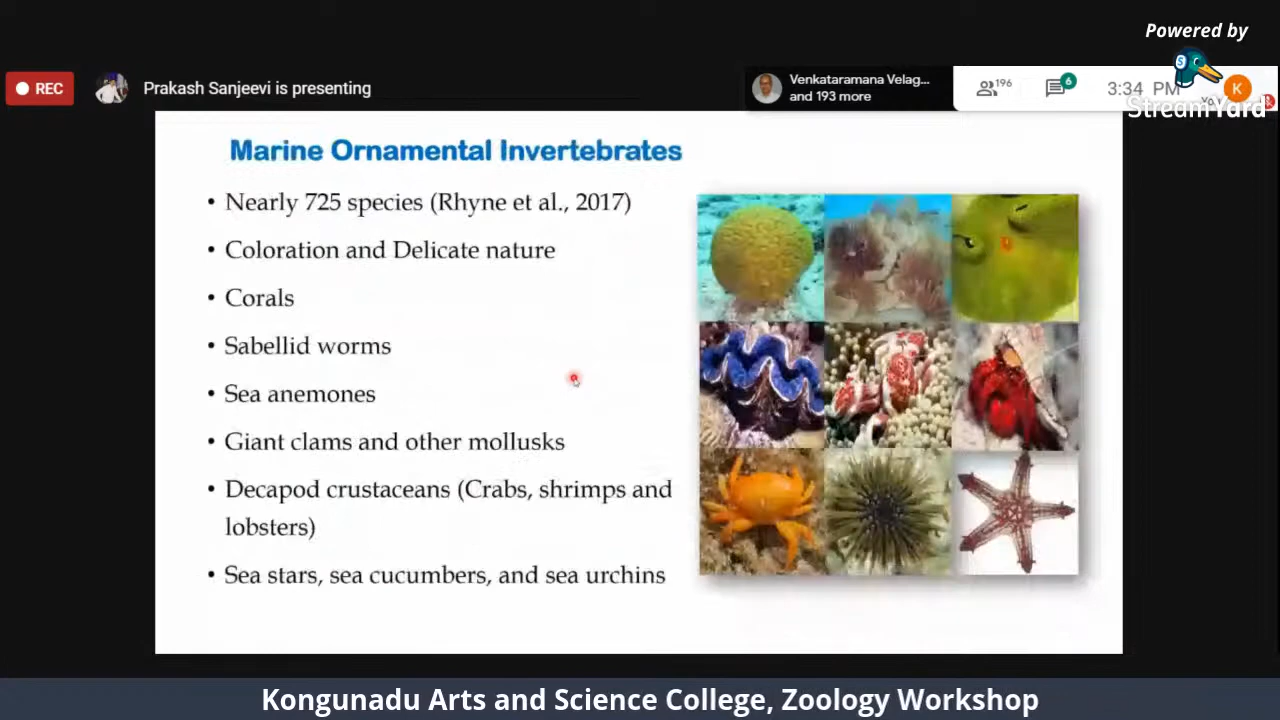 Powered by
REC
Prakash Sanjeevi is presenting
Venkataramana Velag...
and 193 more
196
6
3:34 PM
K
StreamYard
Marine Ornamental Invertebrates
• Nearly 725 species (Rhyne et al., 2017)
• Coloration and Delicate nature
• Corals
• Sabellid worms
• Sea anemones
• Giant clams and other mollusks
• Decapod crustaceans (Crabs, shrimps and
lobsters)
• Sea stars, sea cucumbers, and sea urchins
Kongunadu Arts and Science College, Zoology Workshop